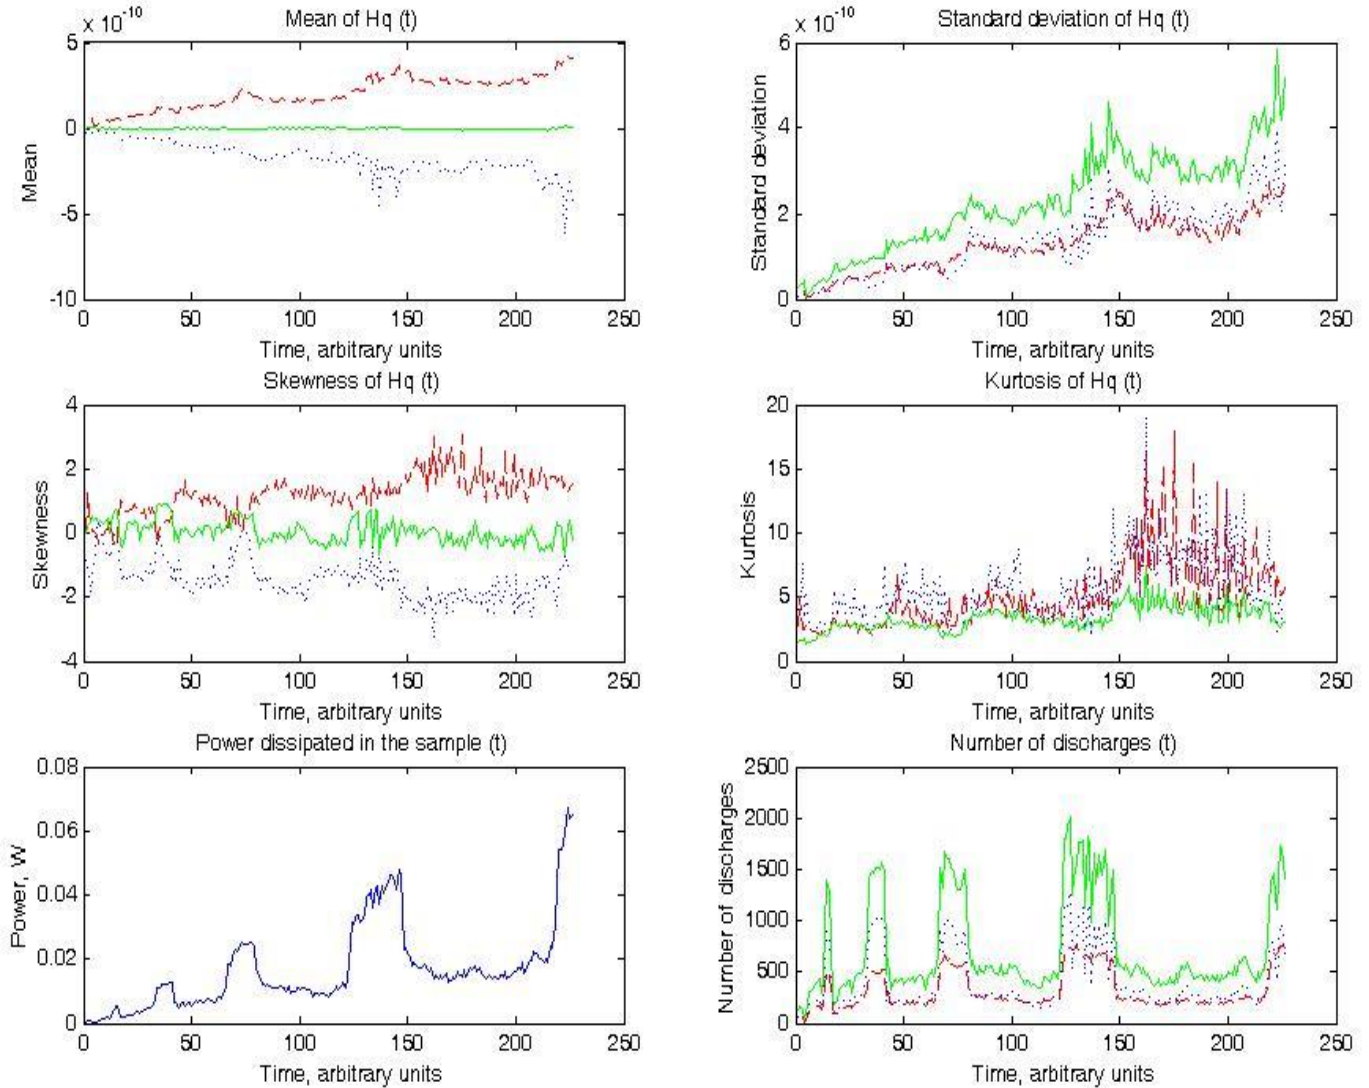 x 10-10
Mean of Hq (t)
5
0
-5
-10
Mean
0 50 100 150 200 250
Time, arbitrary units
x 10-10
Standard deviation of Hq (t)
6
4
2
0
Standard deviation
0 50 100 150 200 250
Time, arbitrary units
Skewness of Hq (t)
4
2
0
-2
-4
Skewness
0 50 100 150 200 250
Time, arbitrary units
Kurtosis of Hq (t)
20
15
10
5
0
Kurtosis
0 50 100 150 200 250
Time, arbitrary units
Power dissipated in the sample (t)
0.08
0.06
0.04
0.02
0
Power, W
0 50 100 150 200 250
Time, arbitrary units
Number of discharges (t)
2500
2000
1500
1000
500
0
Number of discharges
0 50 100 150 200 250
Time, arbitrary units